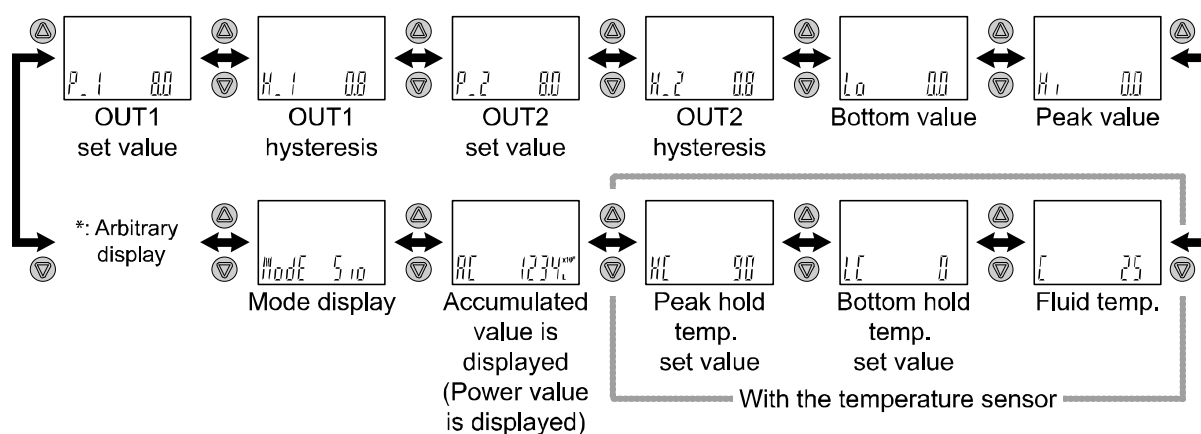 P_1 8.0
H_1 0.8
P_2 8.0
H_2 0.8
Lo 0.0
Hi 0.0
OUT1
set value
OUT1
hysteresis
OUT2
set value
OUT2
hysteresis
Bottom value
Peak value
*: Arbitrary
display
ModE Sio
AC 1234
L
HC 90
LC 0
C 25
Mode display
Accumulated
value is
displayed
(Power value
is displayed)
Peak hold
temp.
set value
Bottom hold
temp.
set value
Fluid temp.
With the temperature sensor